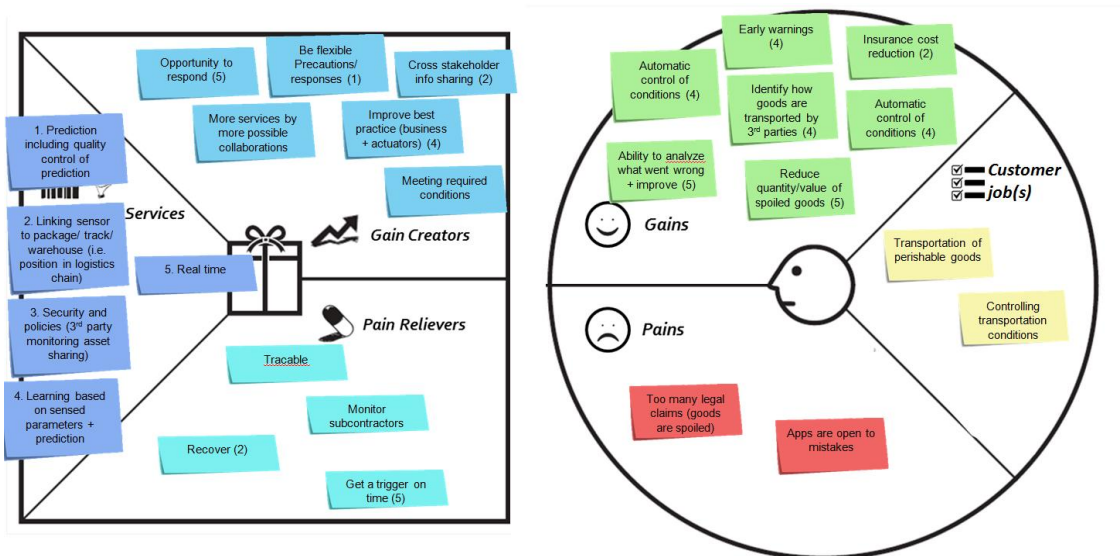 Opportunity to
respond (5)
Be flexible
Precautions/
responses (1)
Cross stakeholder
info sharing (2)
More services by
more possible
collaborations
Improve best
practice (business
+ actuators) (4)
Meeting required
conditions
1. Prediction
including quality
control of
prediction
Services
2. Linking sensor
to package/ track/
warehouse (i.e.
position in logistics
chain)
5. Real time
3. Security and
policies (3rd party
monitoring asset
sharing)
4. Learning based
on sensed
parameters +
prediction
Gain Creators
Pain Relievers
Tracable
Monitor
subcontractors
Recover (2)
Get a trigger on
time (5)
Early warnings
(4)
Insurance cost
reduction (2)
Automatic
control of
conditions (4)
Identify how
goods are
transported by
3rd parties (4)
Automatic
control of
conditions (4)
Ability to analyze
what went wrong
+ improve (5)
Reduce
quantity/value of
spoiled goods (5)
Gains
Customer
job(s)
Transportation of
perishable goods
Controlling
transportation
conditions
Pains
Too many legal
claims (goods
are spoiled)
Apps are open to
mistakes